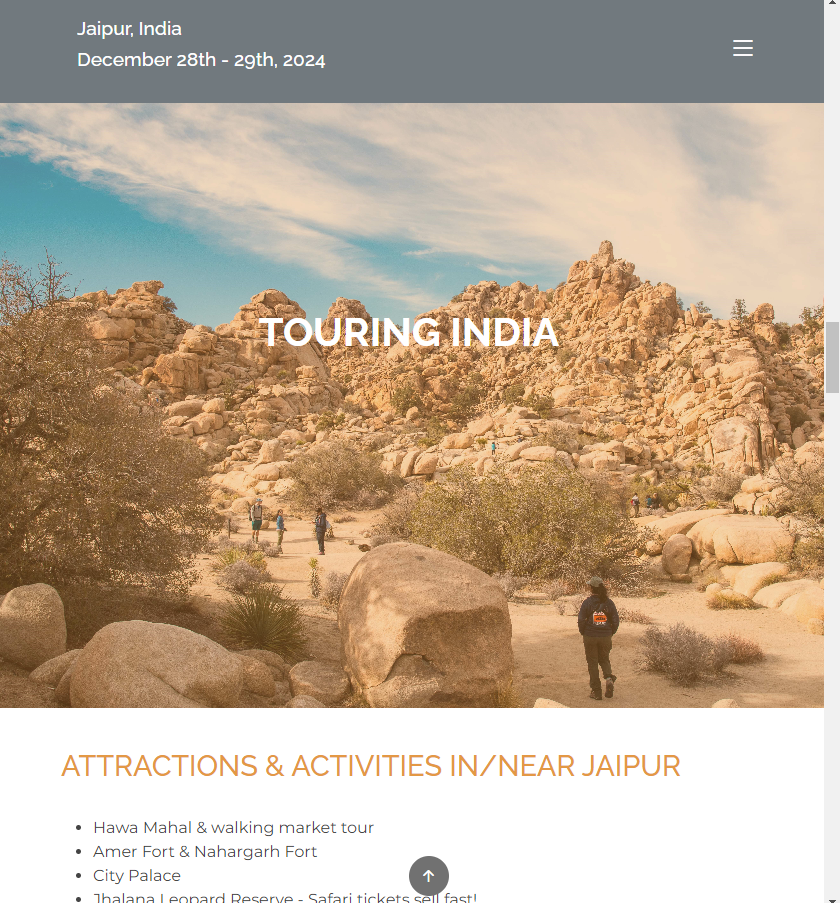 Jaipur, India
December 28th - 29th, 2024
TOURING INDIA
ATTRACTIONS & ACTIVITIES IN/NEAR JAIPUR
Hawa Mahal & walking market tour
Amer Fort & Nahargarh Fort
City Palace
Jhalana Leopard Reserve - Safari tickets sell fast!